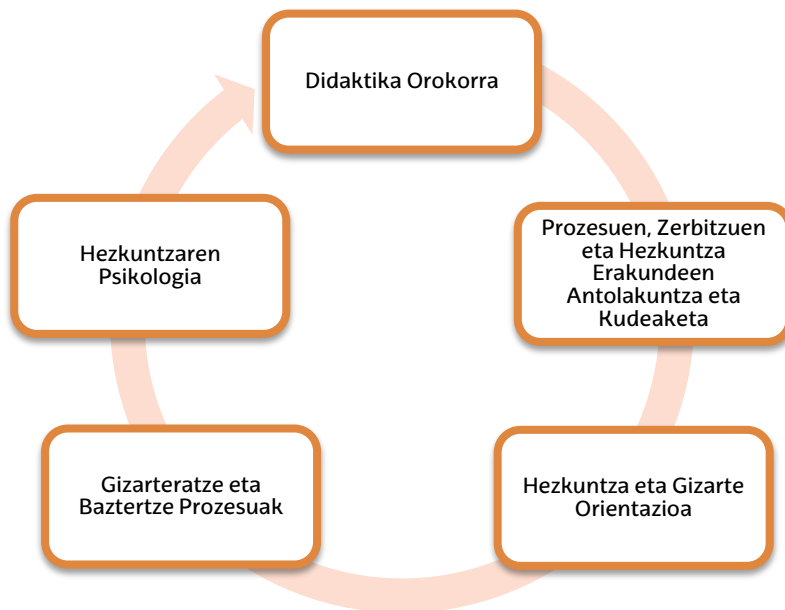 Didaktika Orokorra
Prozesuen, Zerbitzuen
eta Hezkuntza
Erakundeen
Antolakuntza eta
Kudeaketa
Hezkuntza eta Gizarte
Orientazioa
Gizarteratze eta
Baztertze Prozesuak
Hezkuntzaren
Psikologia